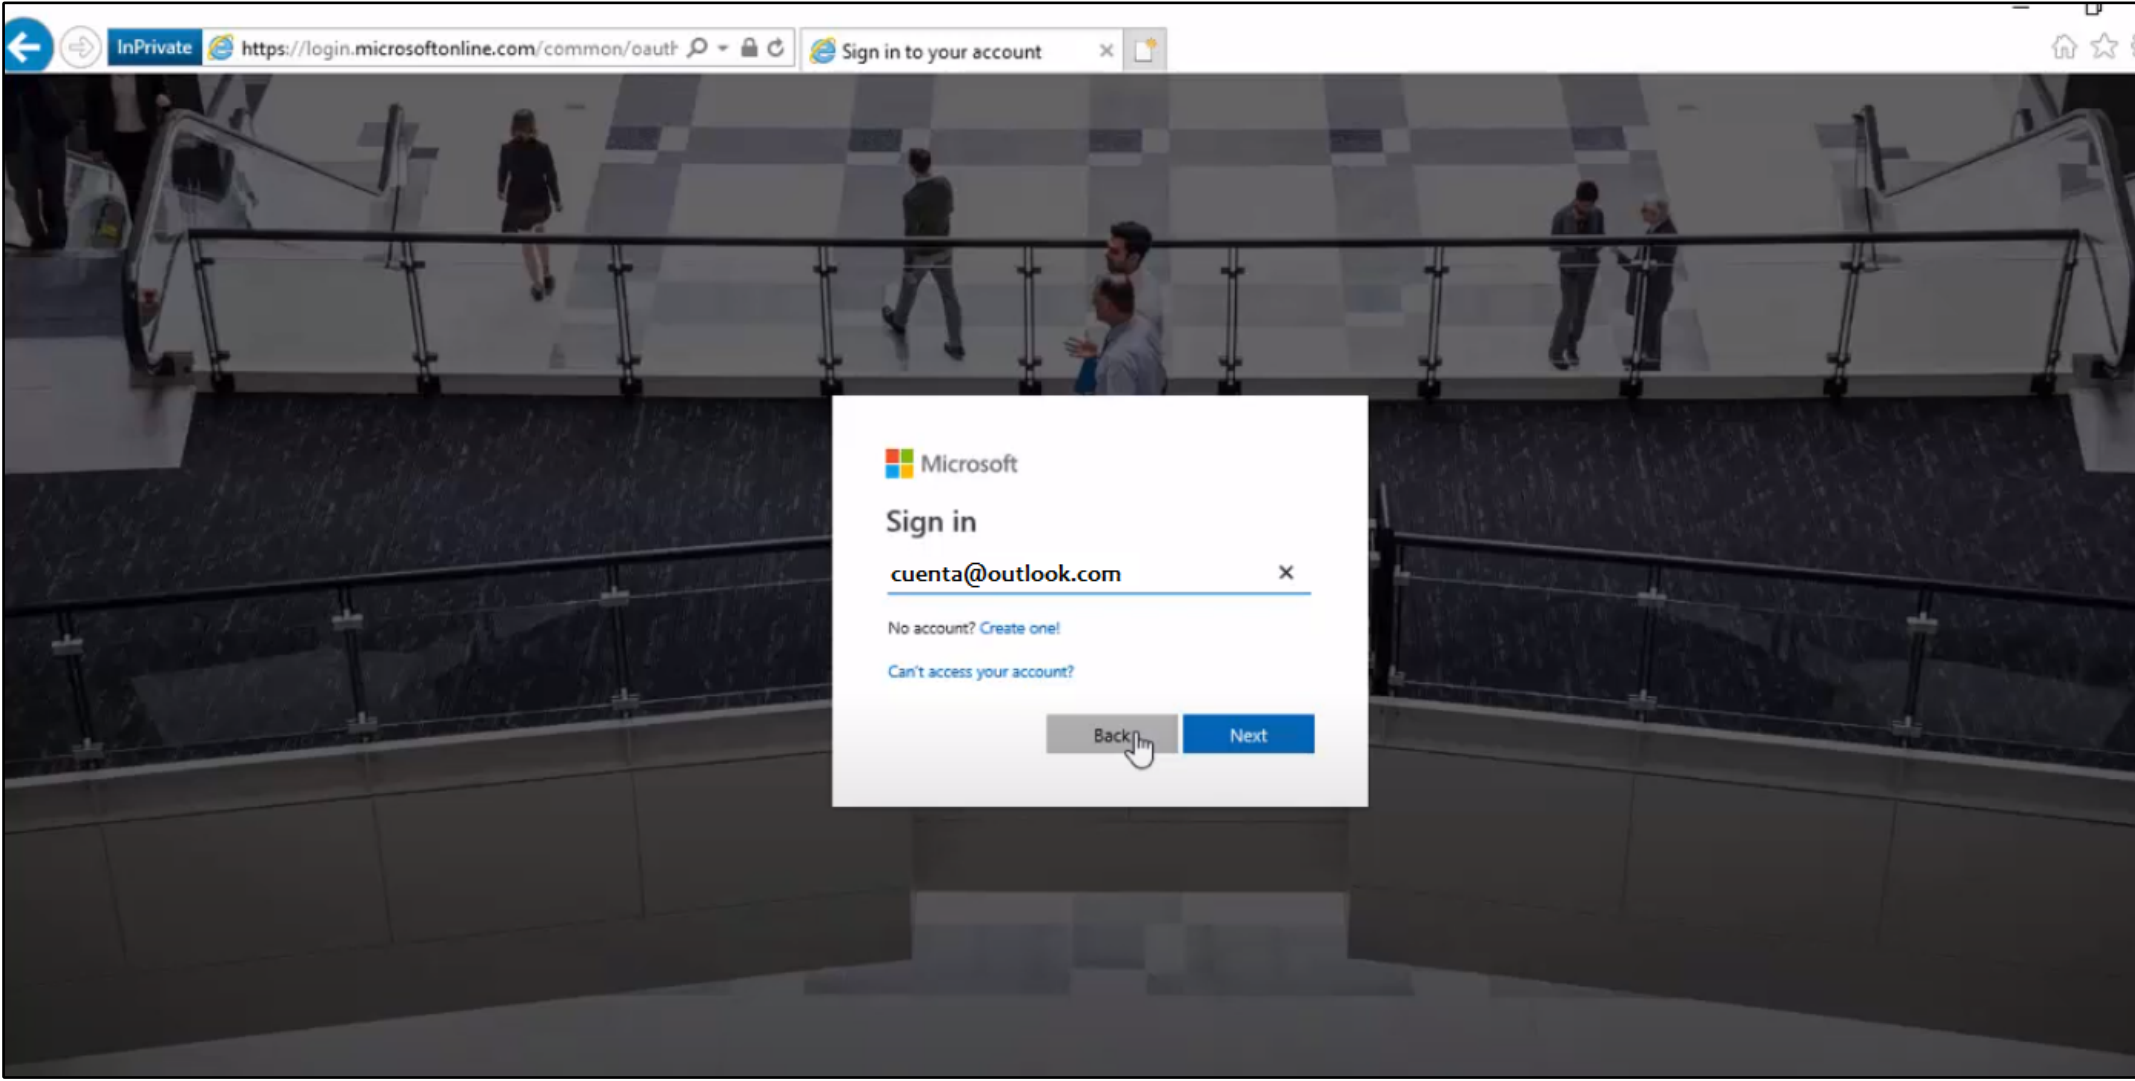 InPrivate
https://login.microsoftonline.com/common/oauth
Sign in to your account
Microsoft
Sign in
cuenta@outlook.com
No account? Create one!
Can't access your account?
Back
Next